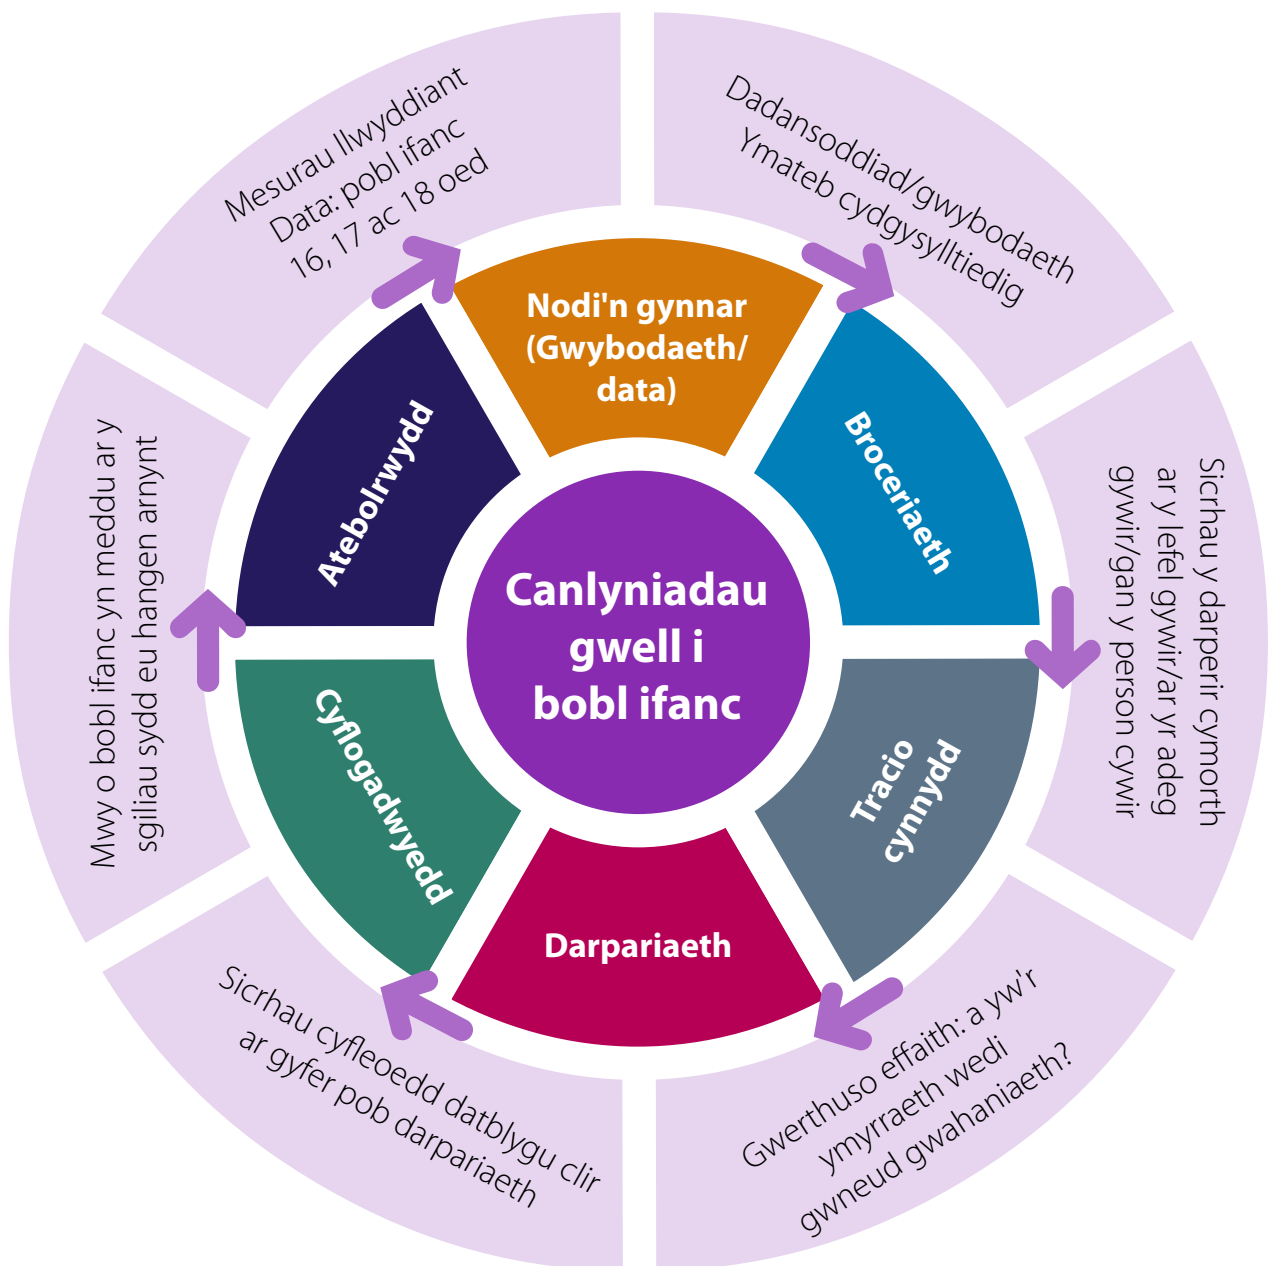 Canlyniadau
gwell i
bobl ifanc
Nodi'n gynnar
(Gwybodaeth/
data)
Broceriaeth
Tracio
cynnydd
Darpariaeth
Cyflogadwyedd
Atebolrwydd
Dadansoddiad/gwybodaeth
Ymateb cydgysylltiedig
Sicrhau y darperir cymorth
ar y lefel gywir/ar yr adeg
gywir/gan y person cywir
Gwerthuso effaith: a yw'r
ymyrraeth wedi
gwneud gwahaniaeth?
Sicrhau cyfleoedd datblygu clir
ar gyfer pob darpariaeth
Mwy o bobl ifanc yn meddu ar y
sgiliau sydd eu hangen arnynt
Mesurau llwyddiant
Data: pobl ifanc
16, 17 ac 18 oed